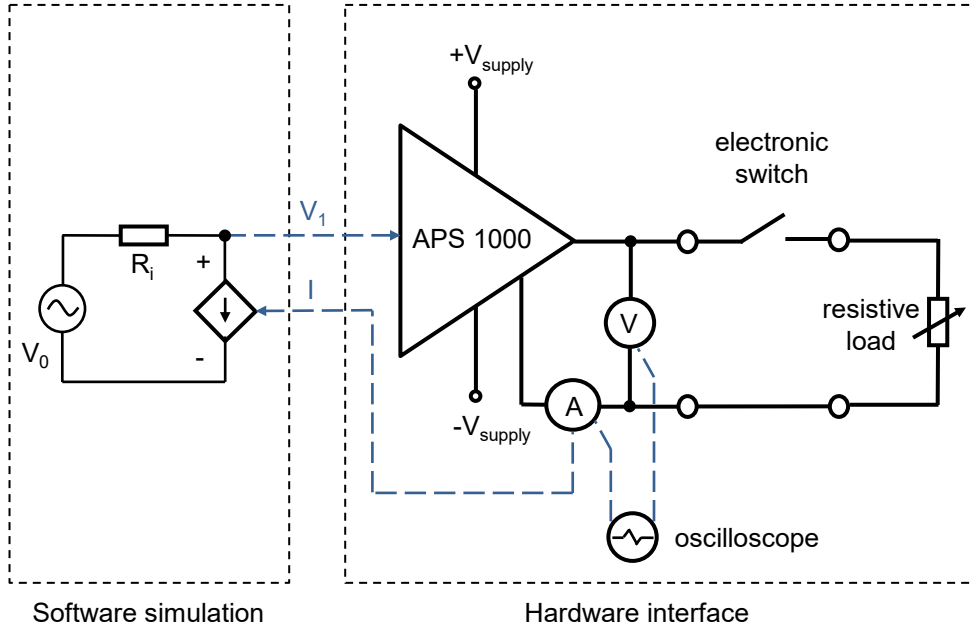 +V_supply
electronic
switch
V_1
APS 1000
R_i
+
I
V_0
-
V
resistive
load
A
-V_supply
oscilloscope
Software simulation
Hardware interface